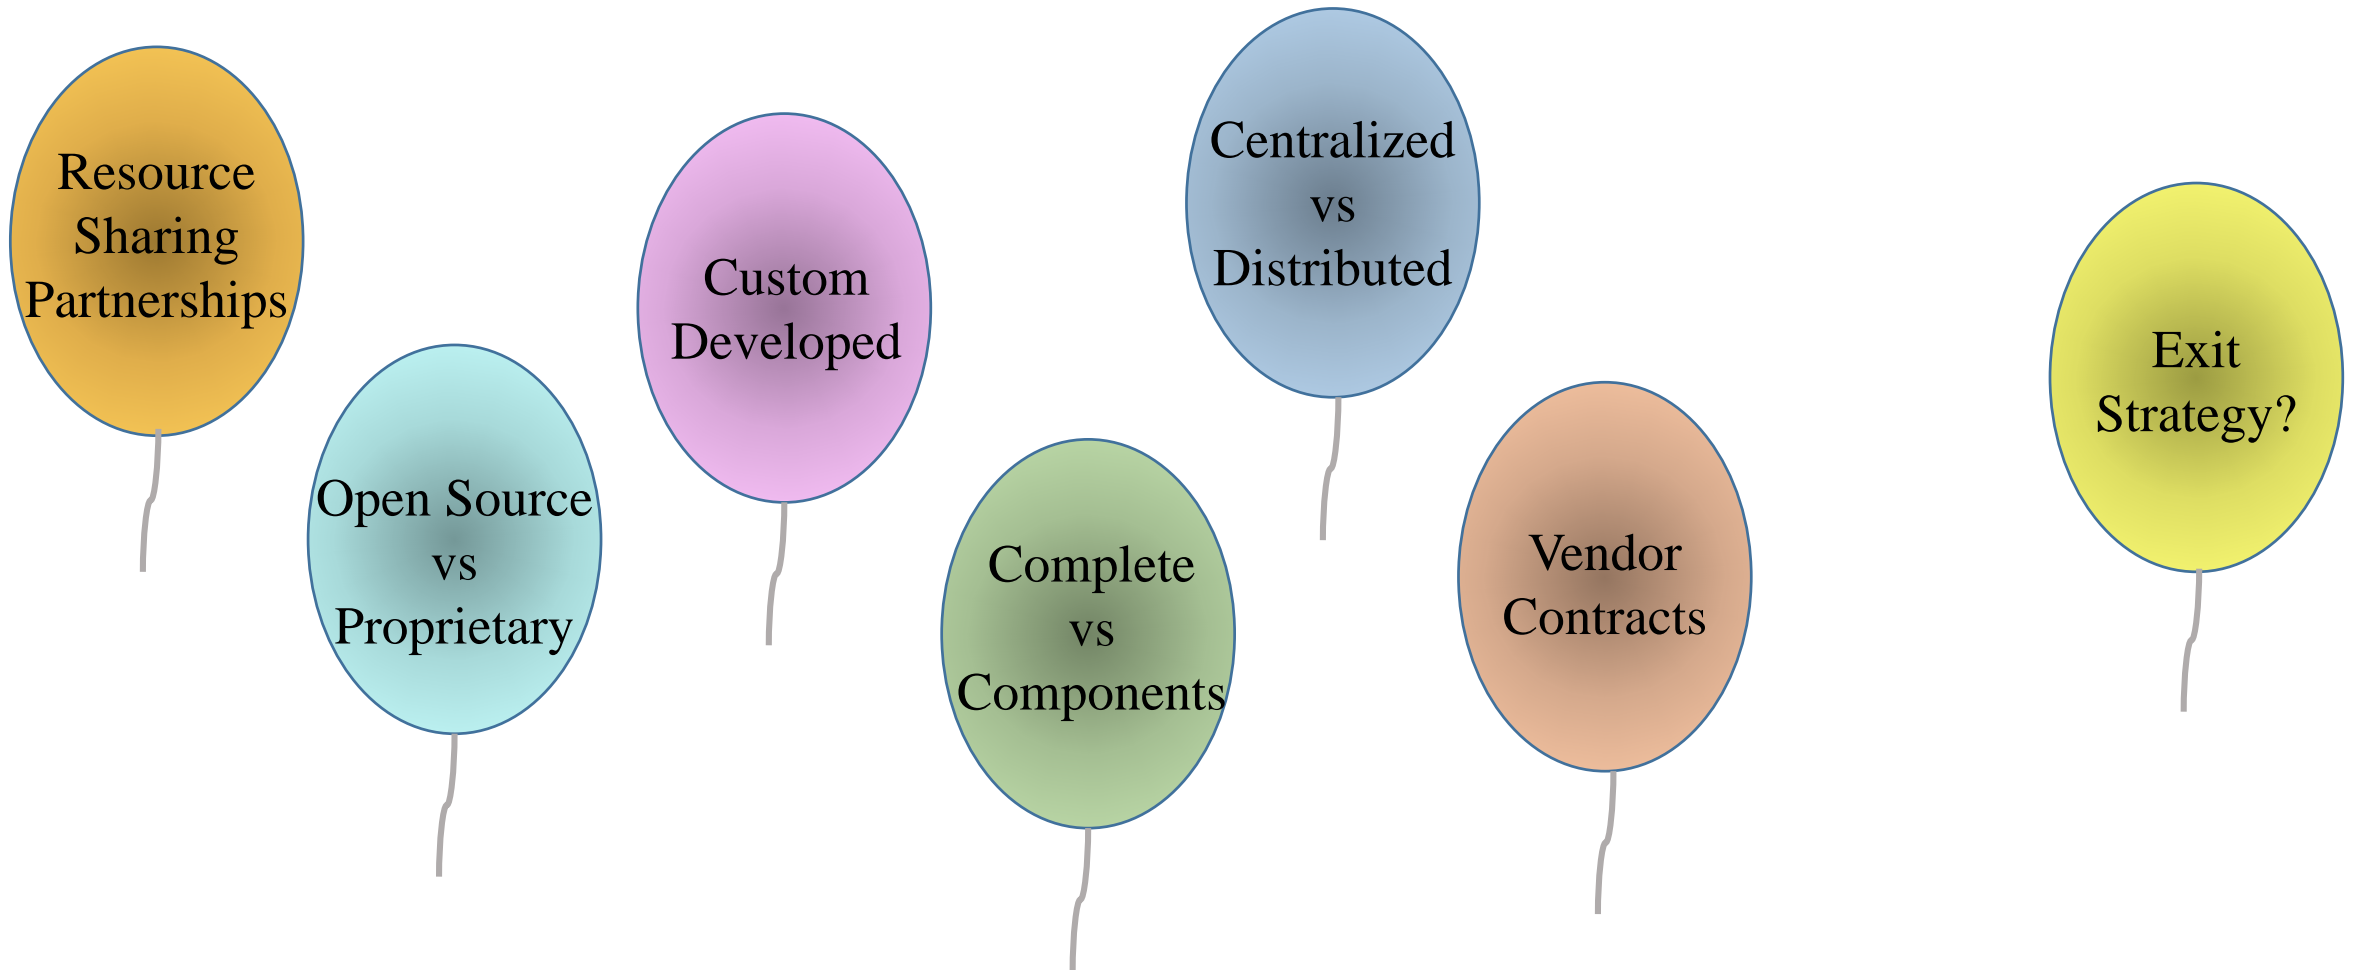 Resource
Sharing
Partnerships
Open Source
vs
Proprietary
Custom
Developed
Complete
vs
Components
Centralized
vs
Distributed
Vendor
Contracts
Exit
Strategy?